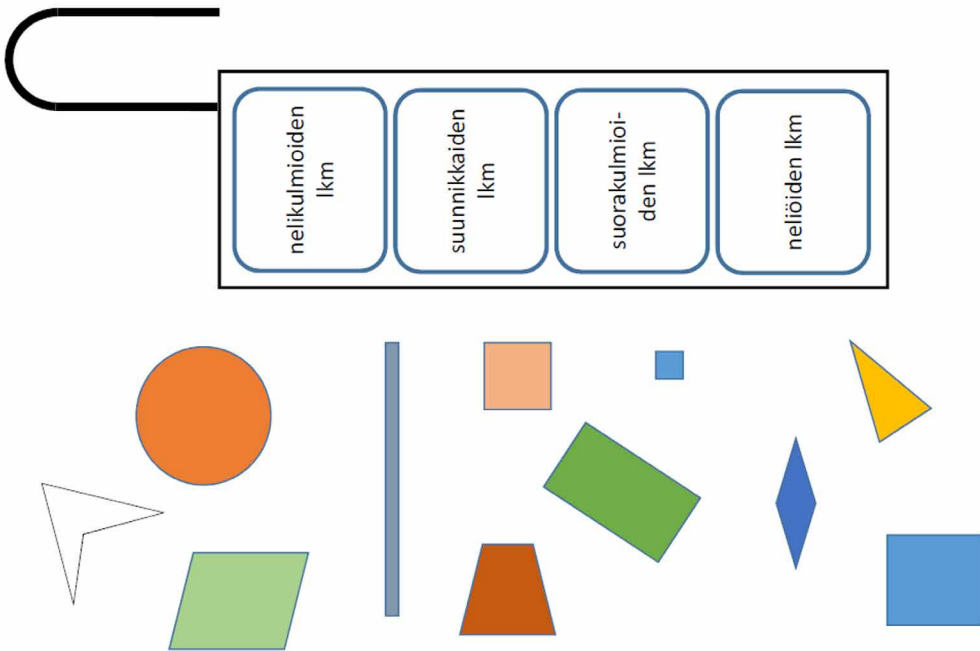 nelikulmioiden
lkm
suunnikkaiden
lkm
suorakulmioi-
den lkm
neliöiden lkm